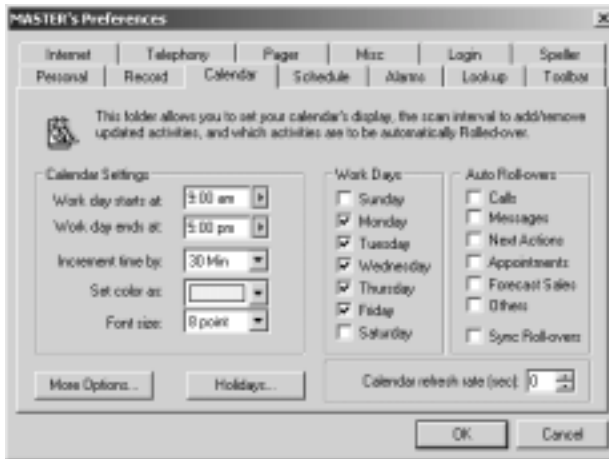 MASTER's Preferences
Internet Telephony Pager Misc Login Speller
Personal Record Calendar Schedule Alarms Lookup Toolbar
This folder allows you to set your calendar's display, the scan interval to add/remove
updated activities, and which activities are to be automatically Rolled-over.
Calendar Settings
Work day starts at: 9:00 am
Work day ends at: 5:00 pm
Increment time by: 30 Min
Set color as:
Font size: 8 point
Work Days
Sunday
Monday
Tuesday
Wednesday
Thursday
Friday
Saturday
Auto Roll-overs
Calls
Messages
Next Actions
Appointments
Forecast Sales
Others
Sync Roll-overs
More Options...
Holidays...
Calendar refresh rate (sec): 0
OK
Cancel